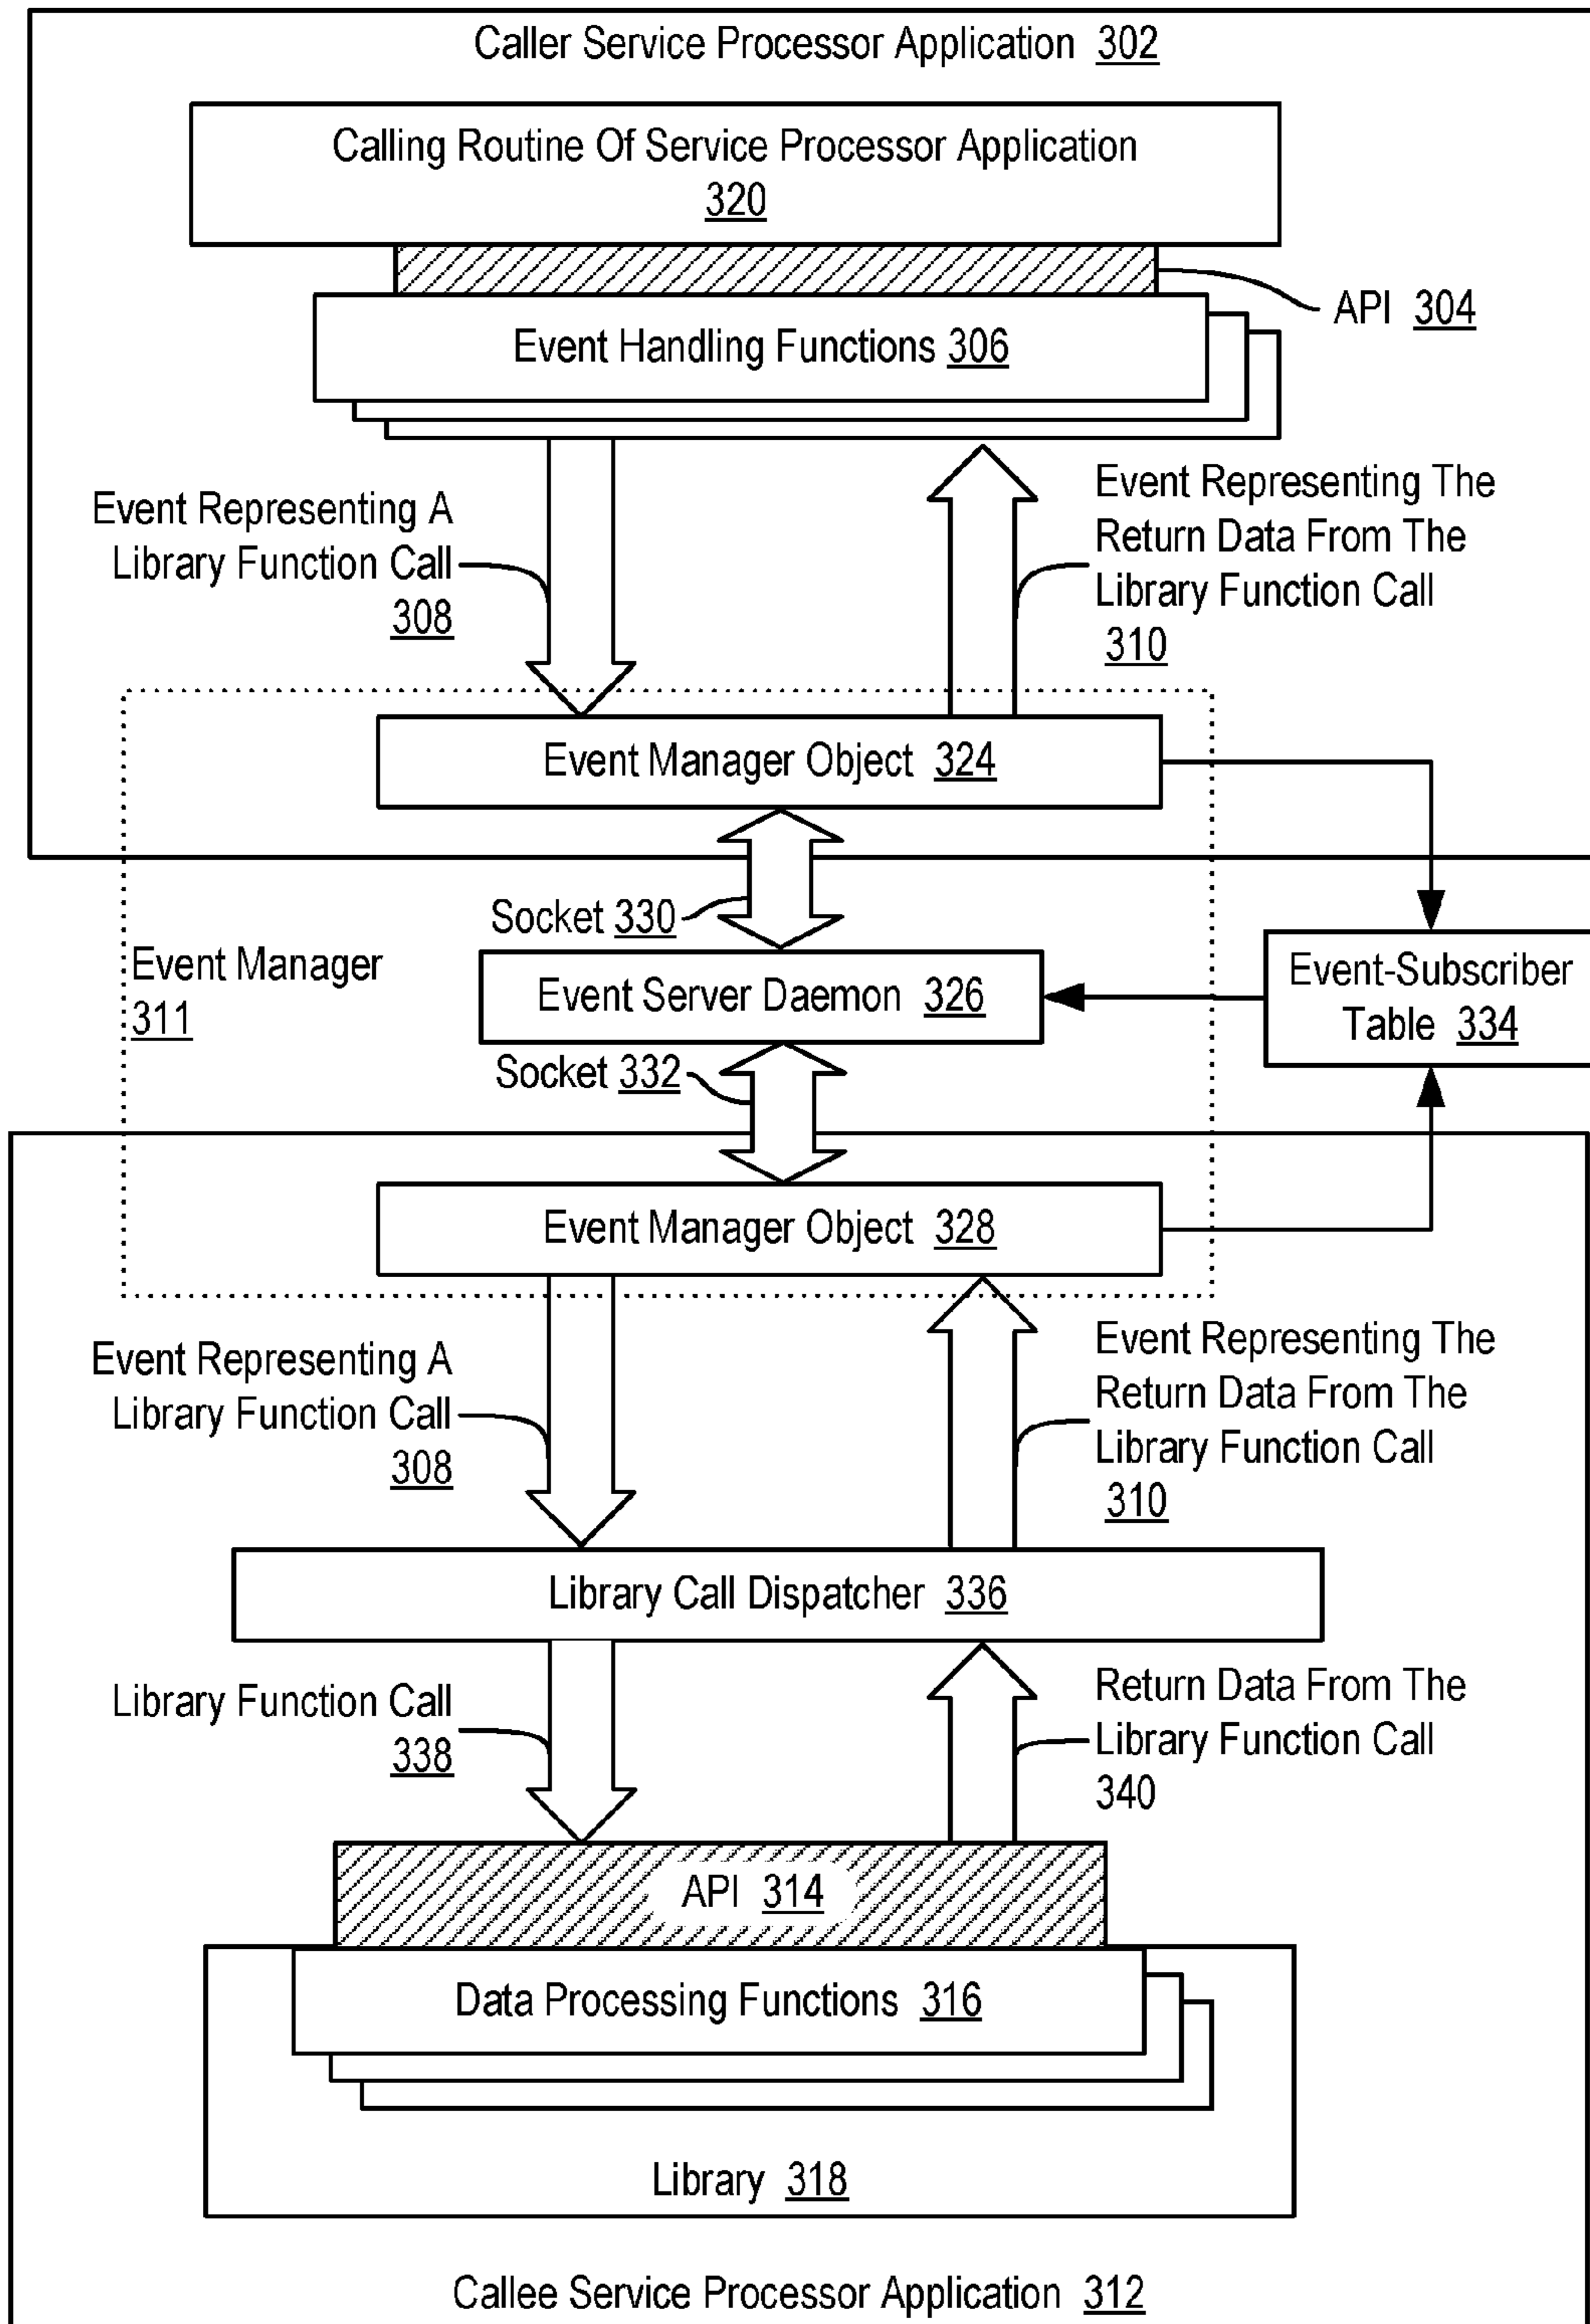 Caller Service Processor Application 302
Calling Routine Of Service Processor Application
320
API 304
Event Handling Functions 306
Event Representing A
Library Function Call
308
Event Representing The
Return Data From The
Library Function Call
310
Event Manager Object 324
Socket 330
Event Manager
311
Event Server Daemon 326
Event-Subscriber
Table 334
Socket 332
Event Manager Object 328
Event Representing A
Library Function Call
308
Event Representing The
Return Data From The
Library Function Call
310
Library Call Dispatcher 336
Library Function Call
338
Return Data From The
Library Function Call
340
API 314
Data Processing Functions 316
Library 318
Callee Service Processor Application 312